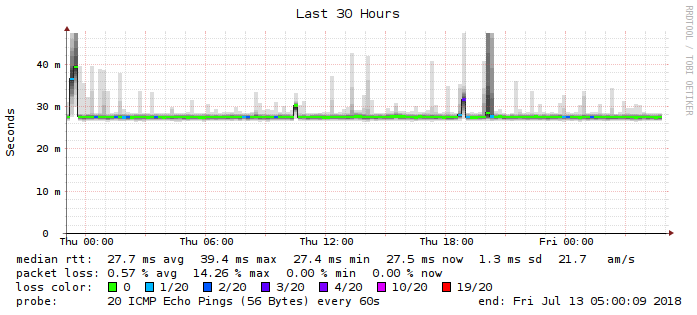 Last 30 Hours
RRDTOOL / TOBI OETIKER
Seconds
40 m
30 m
20 m
10 m
0
Thu 00:00 Thu 06:00 Thu 12:00 Thu 18:00 Fri 00:00
median rtt: 27.7 ms avg 39.4 ms max 27.4 ms min 27.5 ms now 1.3 ms sd 21.7 am/s
packet loss: 0.57 % avg 14.26 % max 0.00 % min 0.00 % now
loss color: 0 1/20 2/20 3/20 4/20 10/20 19/20
probe: 20 ICMP Echo Pings (56 Bytes) every 60s end: Fri Jul 13 05:00:09 2018